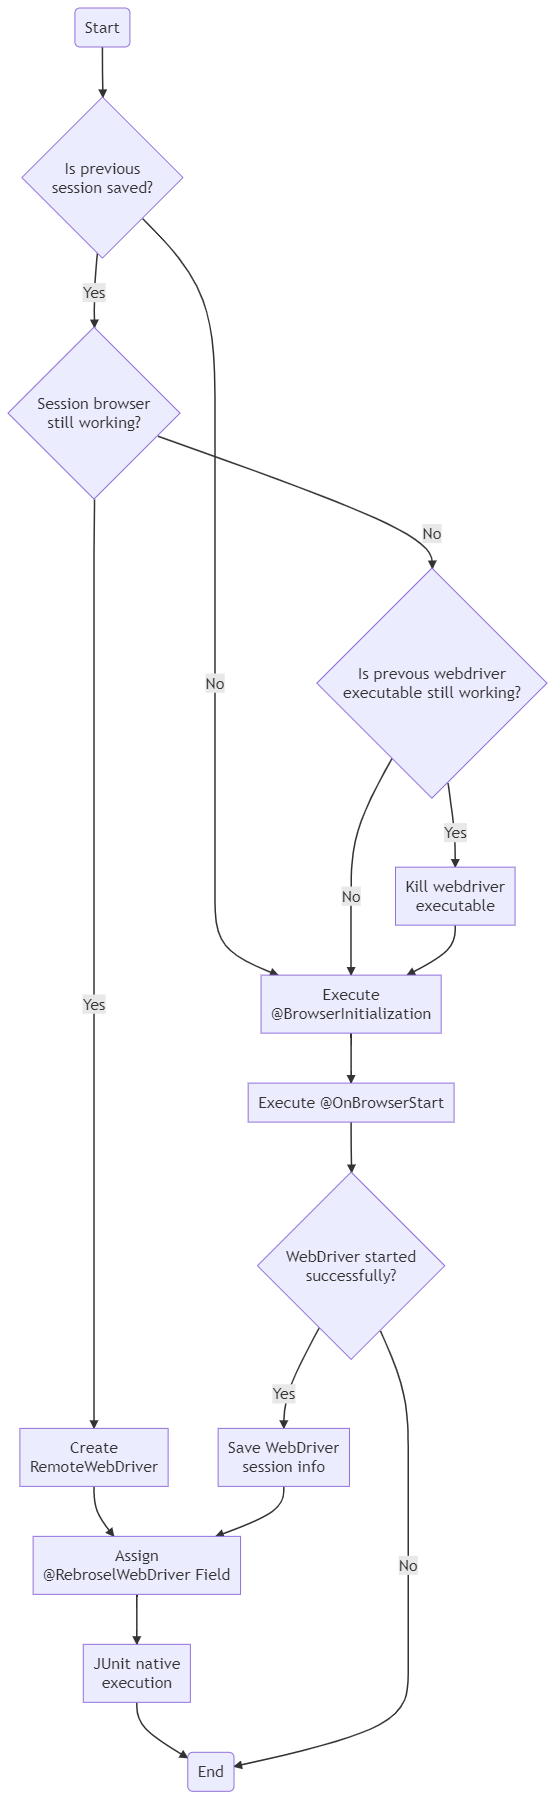 Start
Is previous
session saved?
Yes
Session browser
still working?
No
Is prevous webdriver
executable still working?
No
Yes
Kill webdriver
executable
No
Execute
@BrowserInitialization
Yes
Execute @OnBrowserStart
WebDriver started
successfully?
Yes
Create
RemoteWebDriver
Save WebDriver
session info
No
Assign
@RebroselWebDriver Field
JUnit native
execution
End